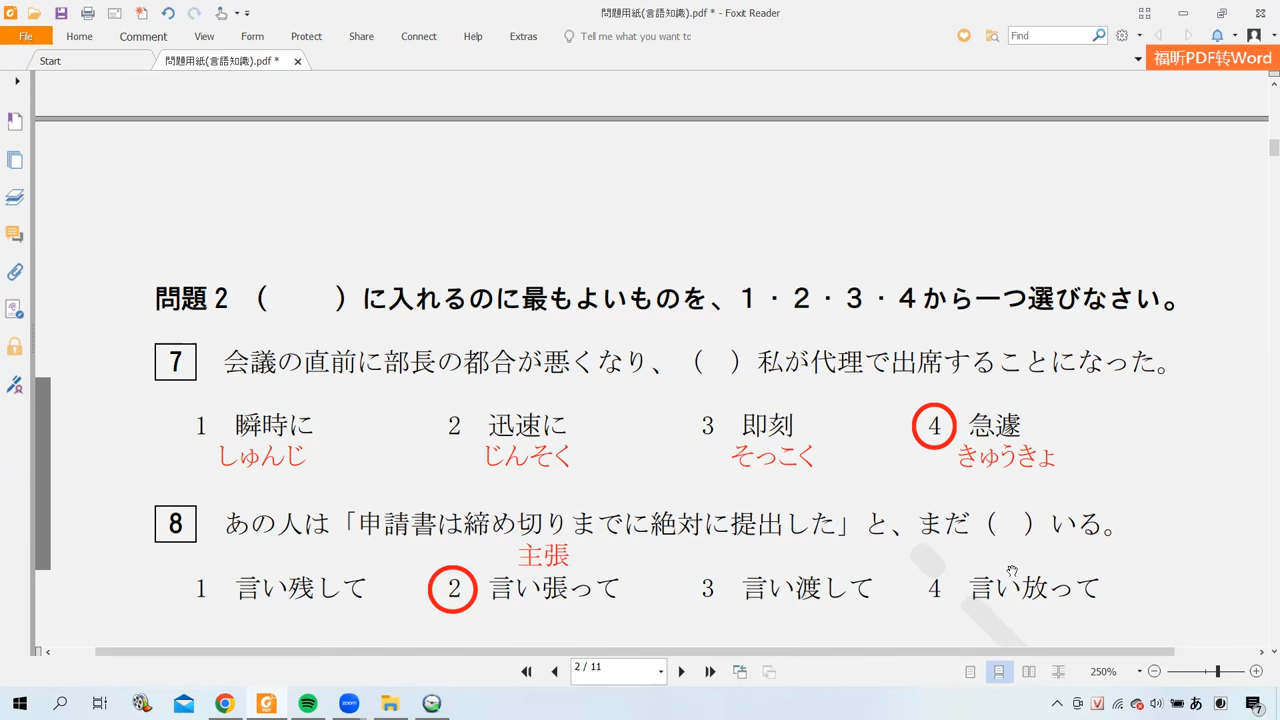 問題用紙(言語知識).pdf * - Foxit Reader
File Home Comment View Form Protect Share Connect Help Extras Tell me what you want tc Find
Start 問題用紙(言語知識).pdf * 福昕PDF转Word
問題2 (　　)に入れるのに最もよいものを、1・2・3・4から一つ選びなさい。
7 会議の直前に部長の都合が悪くなり、（　）私が代理で出席することになった。
1 瞬時に 2 迅速に 3 即刻 4 急遽
しゅんじ じんそく そっこく きゅうきょ
8 あの人は「申請書は締め切りまでに絶対に提出した」と、まだ（　）いる。
主張
1 言い残して 2 言い張って 3 言い渡して 4 言い放って
2 / 11 250%
zoom V あ 7